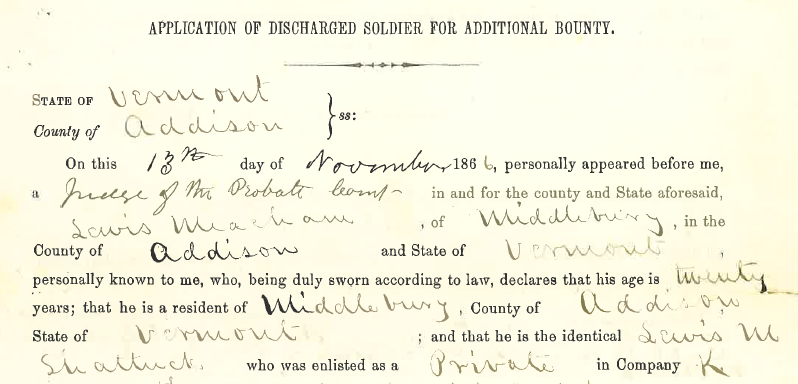 APPLICATION OF DISCHARGED SOLDIER FOR ADDITIONAL BOUNTY.
STATE OF Vermont
County of Addison } ss:
On this 13th day of November 1866, personally appeared before me,
a Judge of the Probate Court in and for the county and State aforesaid,
Lewis Meacham, of Middlebury, in the
County of Addison and State of Vermont,
personally known to me, who, being duly sworn according to law, declares that his age is twenty
years; that he is a resident of Middlebury, County of Addison
State of Vermont; and that he is the identical Lewis M
Shattuck. who was enlisted as a Private in Company K